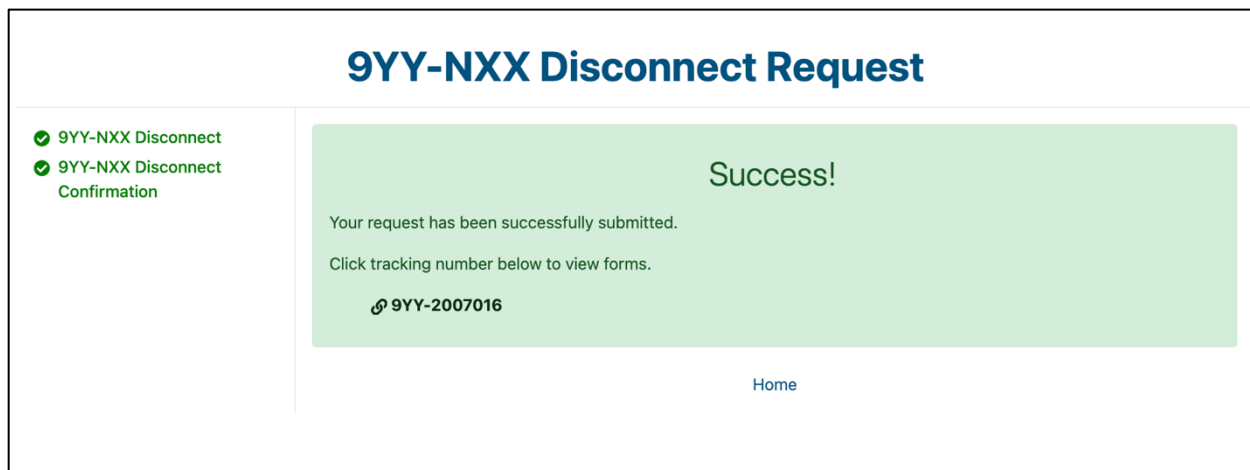 9YY-NXX Disconnect Request
9YY-NXX Disconnect
9YY-NXX Disconnect
Confirmation
Success!
Your request has been successfully submitted.
Click tracking number below to view forms.
9YY-2007016
Home